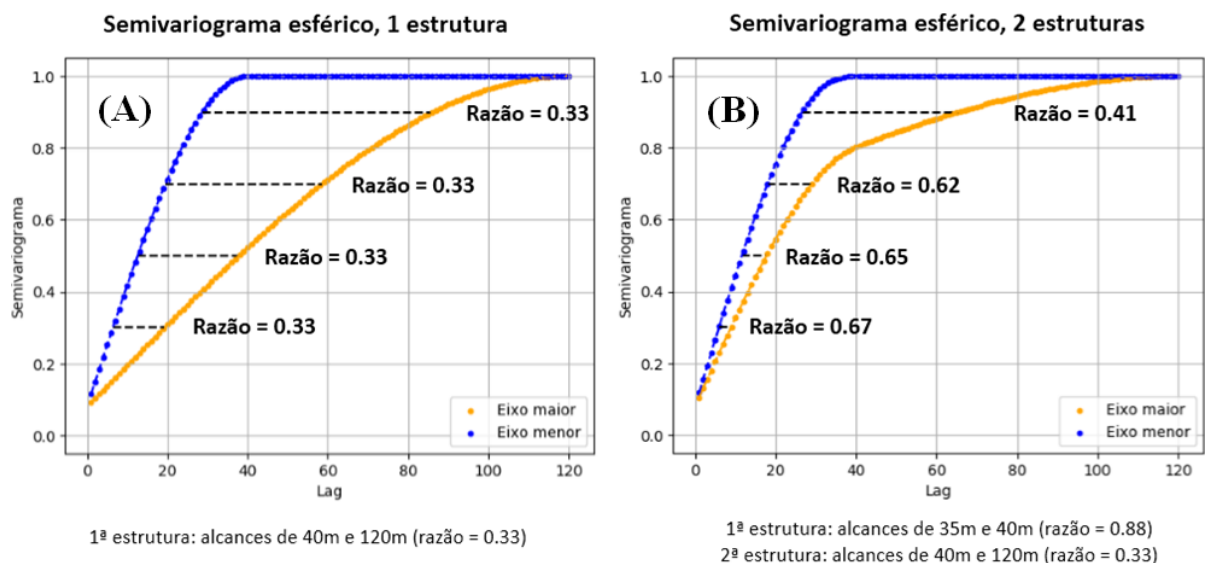 Semivariograma esférico, 1 estrutura
(A)
Semivariograma
1.0
0.8
0.6
0.4
0.2
0.0
Razão = 0.33
Razão = 0.33
Razão = 0.33
Razão = 0.33
Eixo maior
Eixo menor
0 20 40 60 80 100 120
Lag
1ª estrutura: alcances de 40m e 120m (razão = 0.33)
Semivariograma esférico, 2 estruturas
(B)
Semivariograma
1.0
0.8
0.6
0.4
0.2
0.0
Razão = 0.41
Razão = 0.62
Razão = 0.65
Razão = 0.67
Eixo maior
Eixo menor
0 20 40 60 80 100 120
Lag
1ª estrutura: alcances de 35m e 40m (razão = 0.88)
2ª estrutura: alcances de 40m e 120m (razão = 0.33)